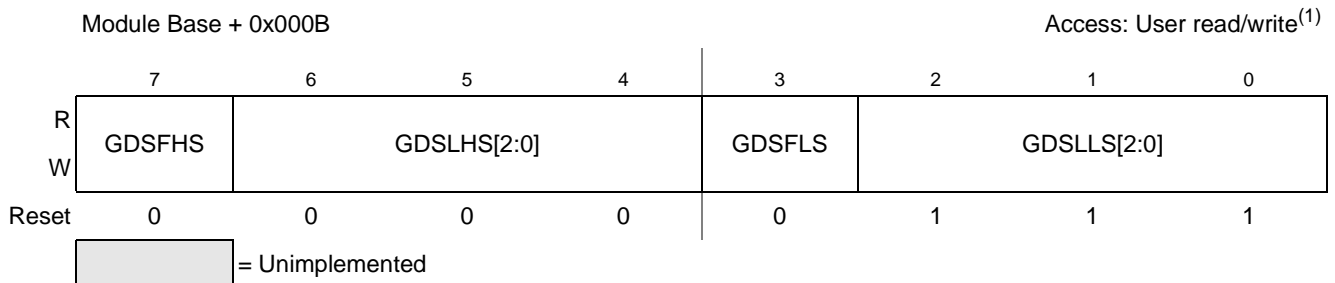 Module Base + 0x000B Access: User read/write(1)
7 6 5 4 3 2 1 0
R
W
GDSFHS GDSLHS[2:0] GDSFLS GDSLLS[2:0]
Reset 0 0 0 0 0 1 1 1
= Unimplemented